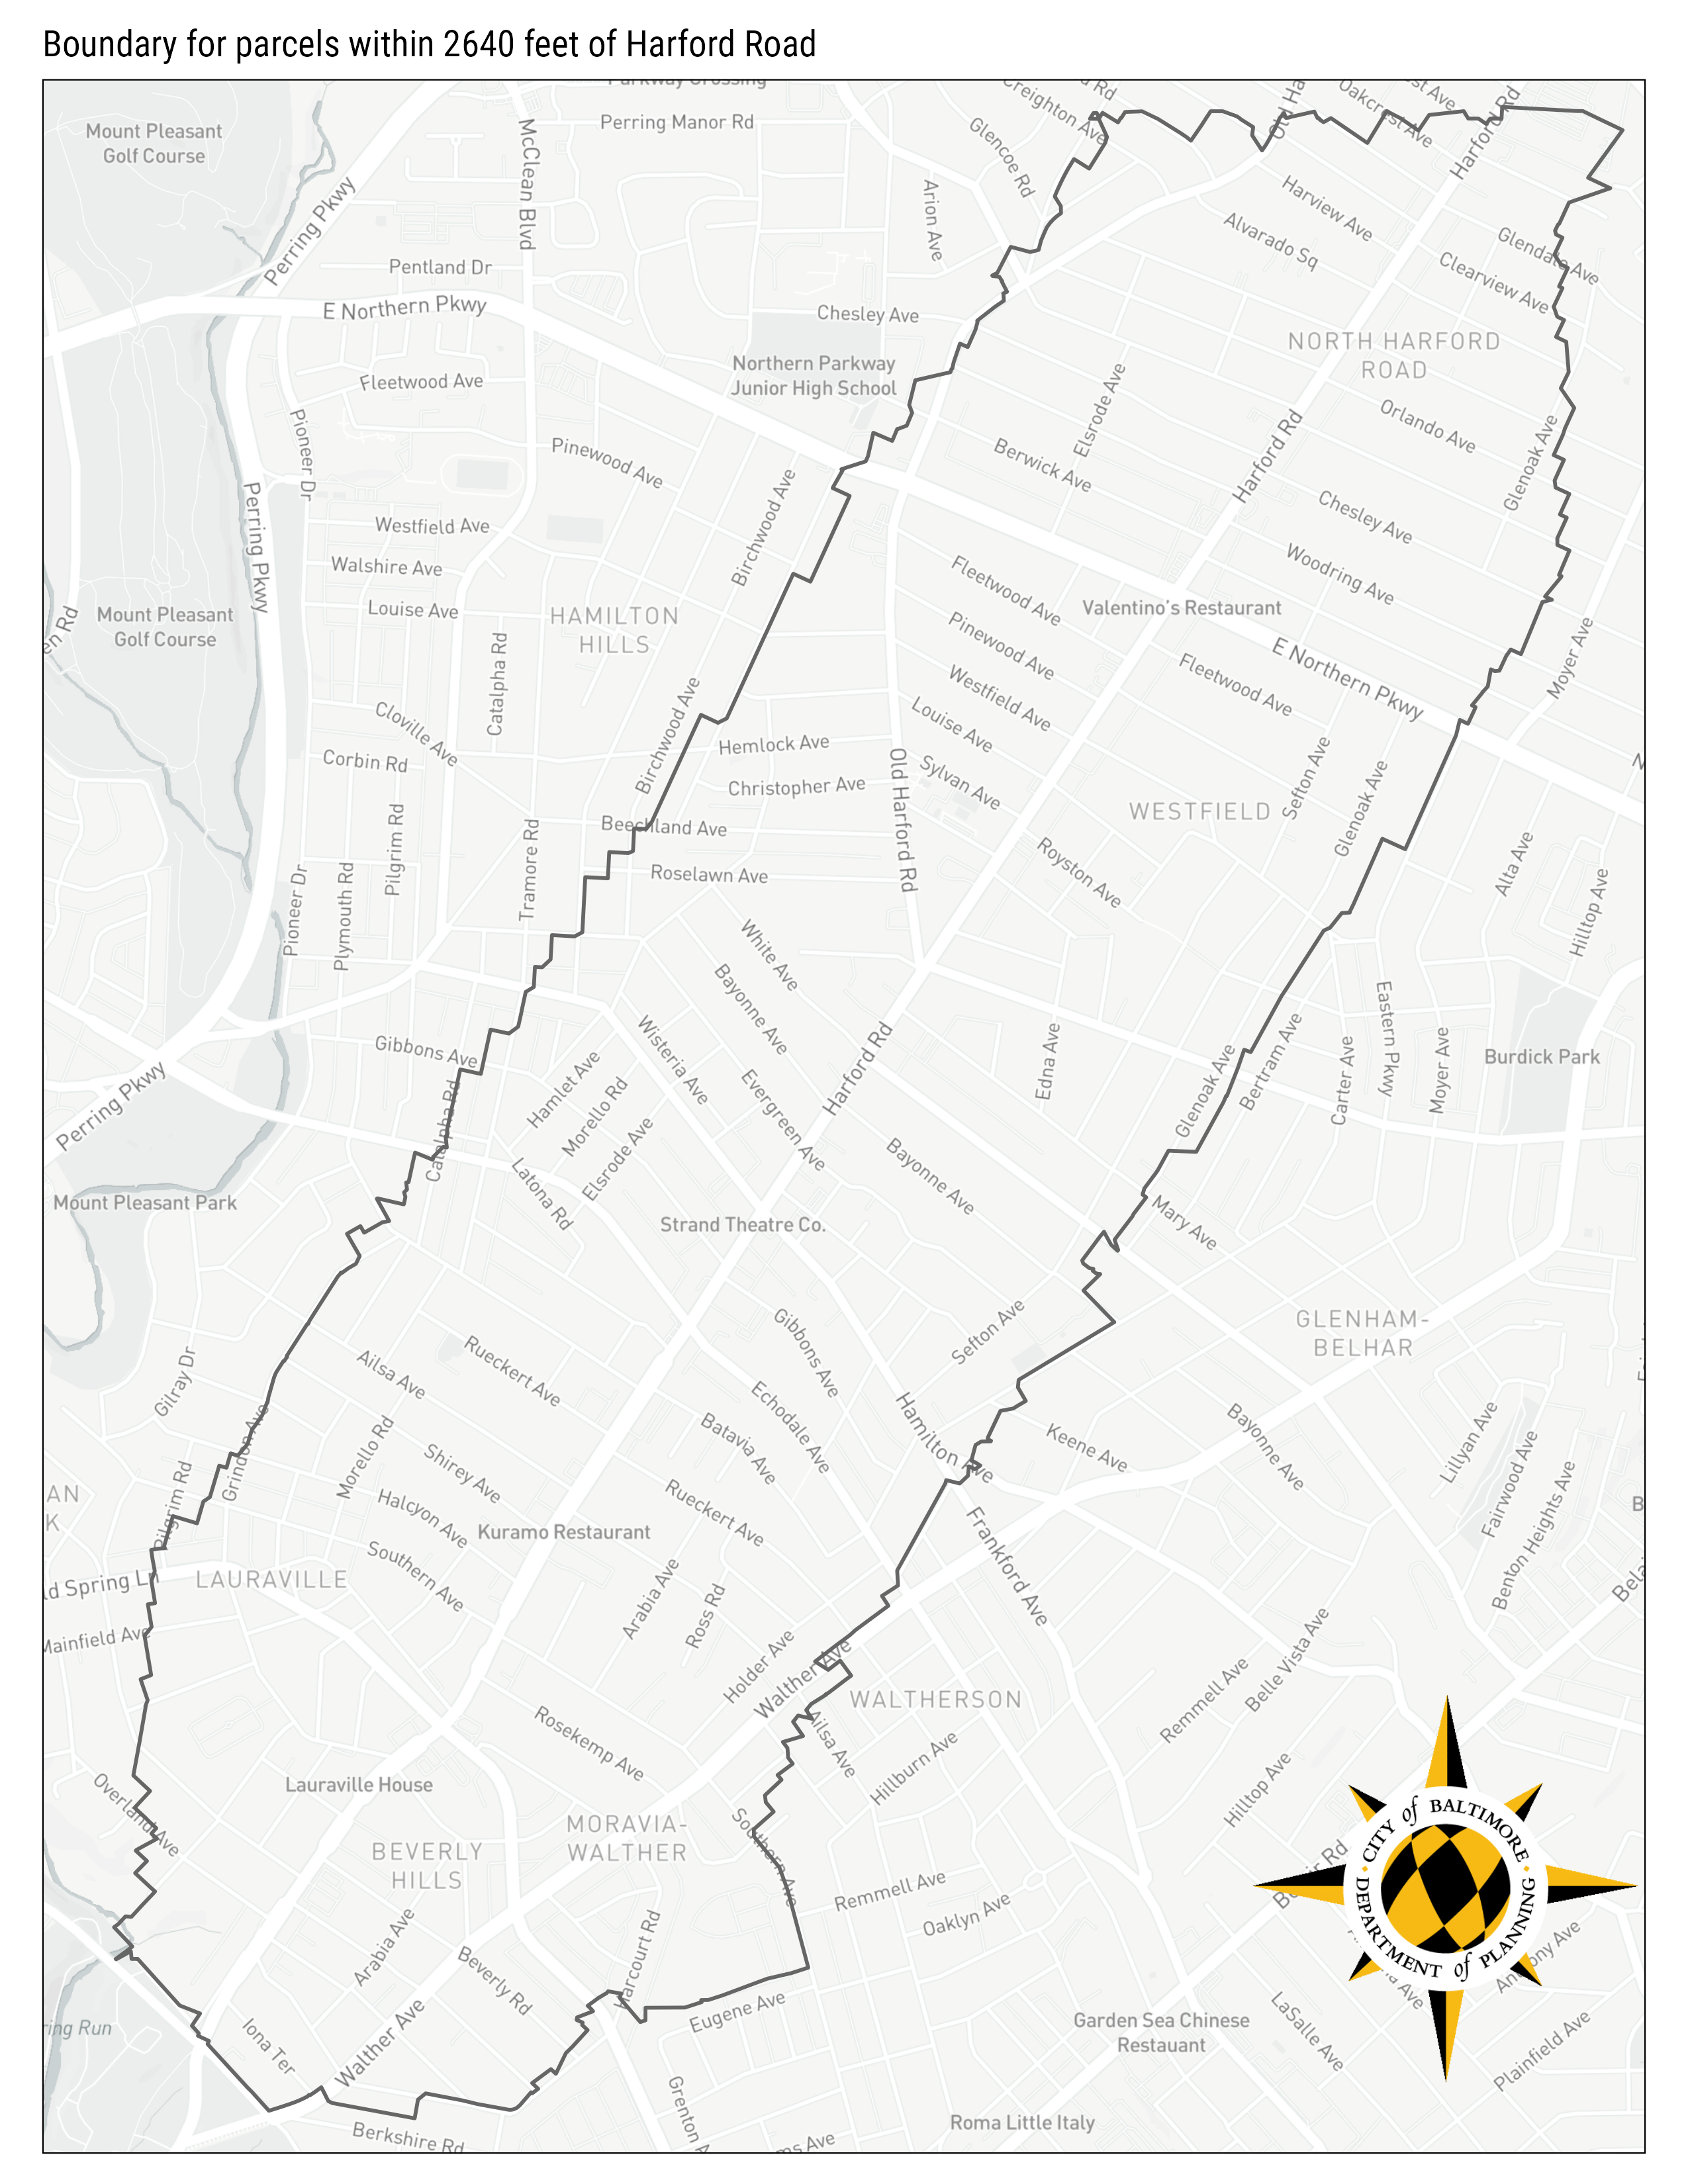 Boundary for parcels within 2640 feet of Harford Road
Parkway Crossing
Creighton Ave
Oakcrest Ave
Mount Pleasant
Golf Course
McClean Blvd
Perring Manor Rd
Glencoe Rd
Harford Rd
Perring Pkwy
Arion Ave
Harview Ave
Alvarado Sq
Glendale Ave
Clearview Ave
Pentland Dr
E Northern Pkwy
Chesley Ave
NORTH HARFORD
ROAD
Northern Parkway
Junior High School
Fleetwood Ave
Elsrode Ave
Orlando Ave
Pioneer Dr
Pinewood Ave
Berwick Ave
Harford Rd
Glenoak Ave
Perring Pkwy
Westfield Ave
Birchwood Ave
Chesley Ave
Walshire Ave
Woodring Ave
Fleetwood Ave
Louise Ave
Valentino's Restaurant
Mount Pleasant
Golf Course
HAMILTON
HILLS
Pinewood Ave
Moyer Ave
Catalpha Rd
Westfield Ave
Fleetwood Ave
E Northern Pkwy
Birchwood Ave
Cloville Ave
Louise Ave
Hemlock Ave
Corbin Rd
Christopher Ave
Old Harford Rd
Sylvan Ave
Sefton Ave
WESTFIELD
Glenoak Ave
Beechland Ave
Pilgrim Rd
Tramore Rd
Roselawn Ave
Royston Ave
Alta Ave
Hilltop Ave
Pioneer Dr
Plymouth Rd
White Ave
Bayonne Ave
Wisteria Ave
Harford Rd
Edna Ave
Glenoak Ave
Bertram Ave
Carter Ave
Eastern Pkwy
Moyer Ave
Burdick Park
Gibbons Ave
Hamlet Ave
Morello Rd
Elsrode Ave
Evergreen Ave
Perring Pkwy
Catalpha Rd
Latona Rd
Bayonne Ave
Mount Pleasant Park
Strand Theatre Co.
Mary Ave
Gibbons Ave
Sefton Ave
GLENHAM-
BELHAR
Gilray Dr
Ailsa Ave
Rueckert Ave
Echodale Ave
Hamilton Ave
Grindon Ave
Morello Rd
Shirey Ave
Batavia Ave
Keene Ave
Bayonne Ave
Lillyan Ave
Fairwood Ave
Benton Heights Ave
Pilgrim Rd
Halcyon Ave
Kuramo Restaurant
Rueckert Ave
Frankford Ave
LAURAVILLE
Southern Ave
Arabia Ave
Ross Rd
Mainfield Ave
Holder Ave
Walther Ave
WALTHERSON
Remmell Ave
Belle Vista Ave
Rosekemp Ave
Ailsa Ave
Hillburn Ave
Hilltop Ave
Overland Ave
Lauraville House
MORAVIA-
WALTHER
Southern Ave
BEVERLY
HILLS
Remmell Ave
Oaklyn Ave
CITY of BALTIMORE
DEPARTMENT of PLANNING
Arabia Ave
Beverly Rd
Harcourt Rd
Eugene Ave
Iona Ter
Walther Ave
Garden Sea Chinese
Restauant
LaSalle Ave
Plainfield Ave
Berkshire Rd
Roma Little Italy